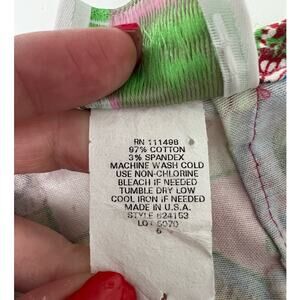 RN 111498
97% COTTON
3% SPANDEX
MACHINE WASH COLD
USE NON-CHLORINE
BLEACH IF NEEDED
TUMBLE DRY LOW
COOL IRON IF NEEDED
MADE IN U.S.A.
STYLE 624153
LOT 5070
6